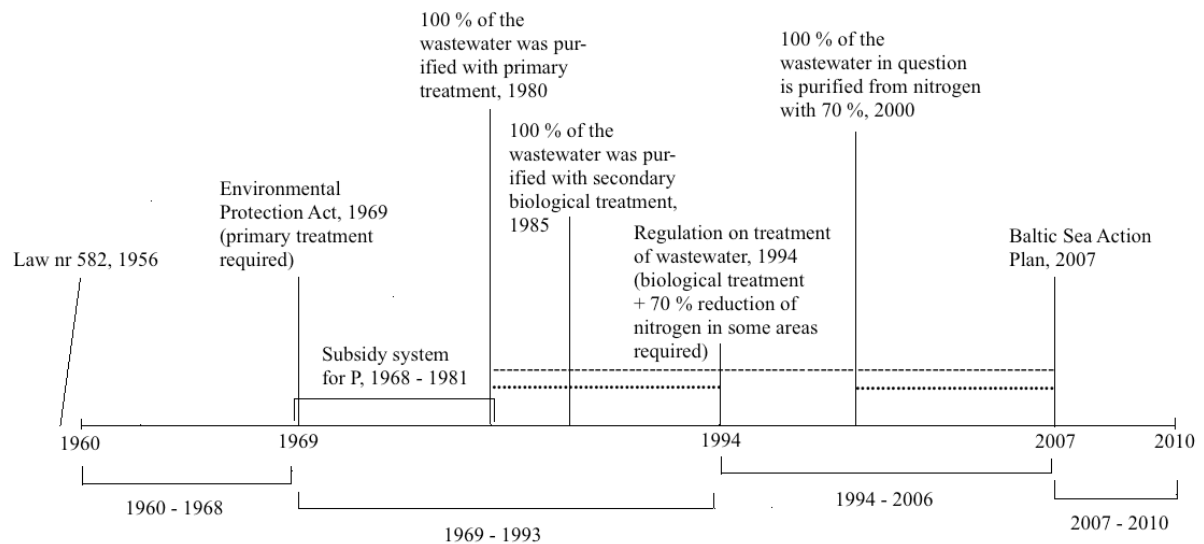 100 % of the
wastewater was pur-
ified with primary
treatment, 1980
100 % of the
wastewater in question
is purified from nitrogen
with 70 %, 2000
100 % of the
wastewater was pur-
ified with secondary
biological treatment,
1985
Environmental
Protection Act, 1969
(primary treatment
required)
Law nr 582, 1956
Regulation on treatment
of wastewater, 1994
(biological treatment
+ 70 % reduction of
nitrogen in some areas
required)
Baltic Sea Action
Plan, 2007
Subsidy system
for P, 1968 - 1981
1960
1969
1994
2007
2010
1960 - 1968
1969 - 1993
1994 - 2006
2007 - 2010